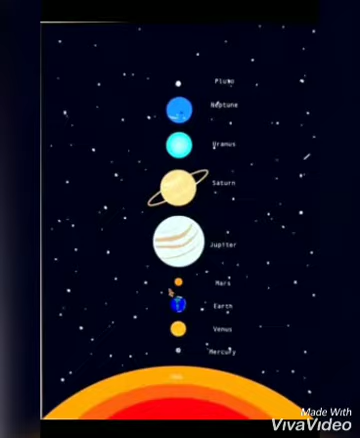 Pluto
Neptune
Uranus
Saturn
Jupiter
Mars
Earth
Venus
Mercury
Made With
VivaVideo